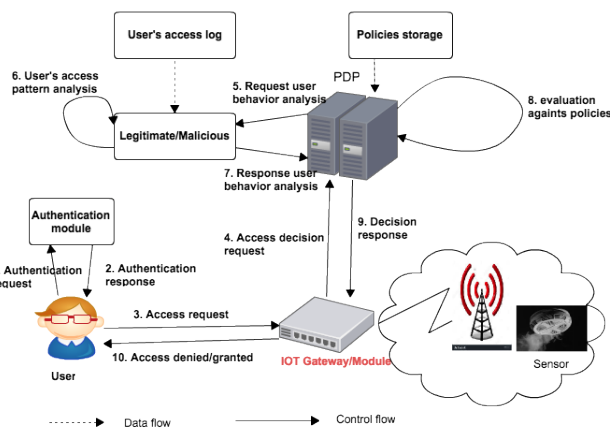 User's access log
Policies storage
6. User's access
pattern analysis
5. Request user
behavior analysis
PDP
8. evaluation
againts policies
Legitimate/Malicious
7. Response user
behavior analysis
Authentication
module
4. Access decision
request
9. Decision
response
Authentication
equest
2. Authentication
response
3. Access request
10. Access denied/granted
IOT Gateway/Module
Sensor
User
Data flow
Control flow